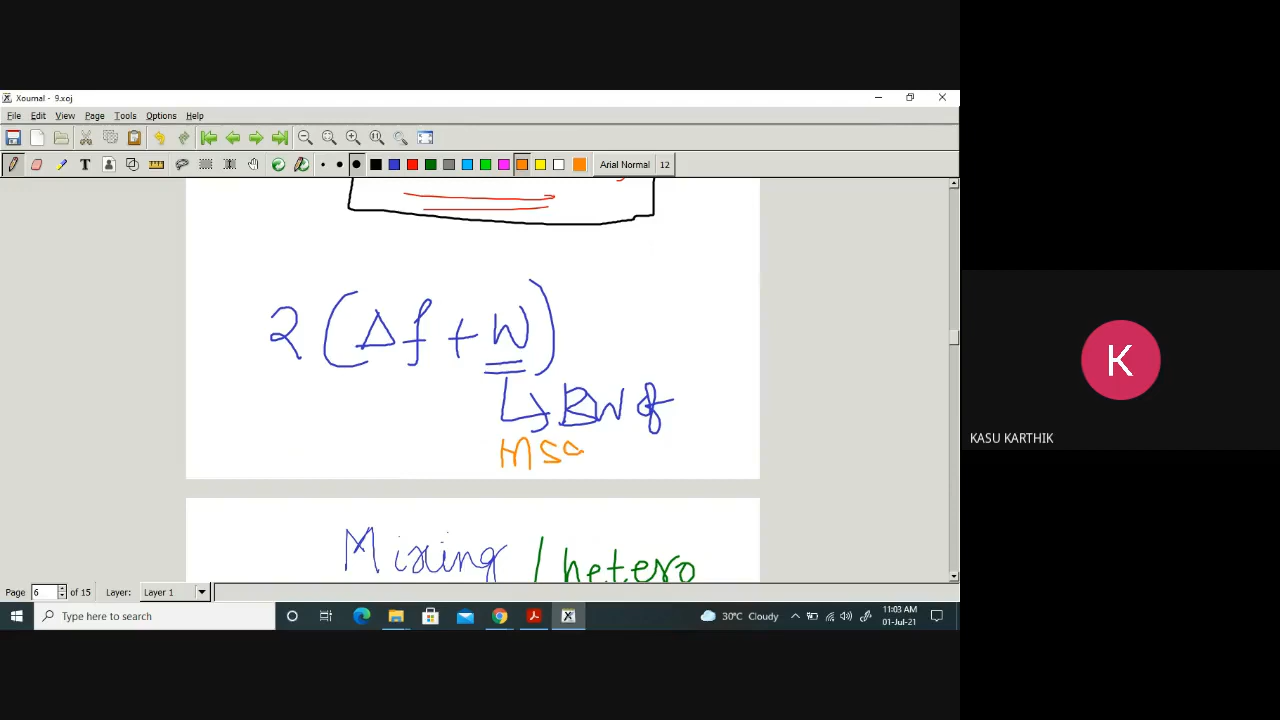 Xournal - 9.xoj
File Edit View Page Tools Options Help
Arial Normal 12
2 (Δf + W)
↳ BW of
Mixing / hetero
KASU KARTHIK
K
Page 6 of 15 Layer: Layer 1
Type here to search
30°C Cloudy
11:03 AM
01-Jul-21